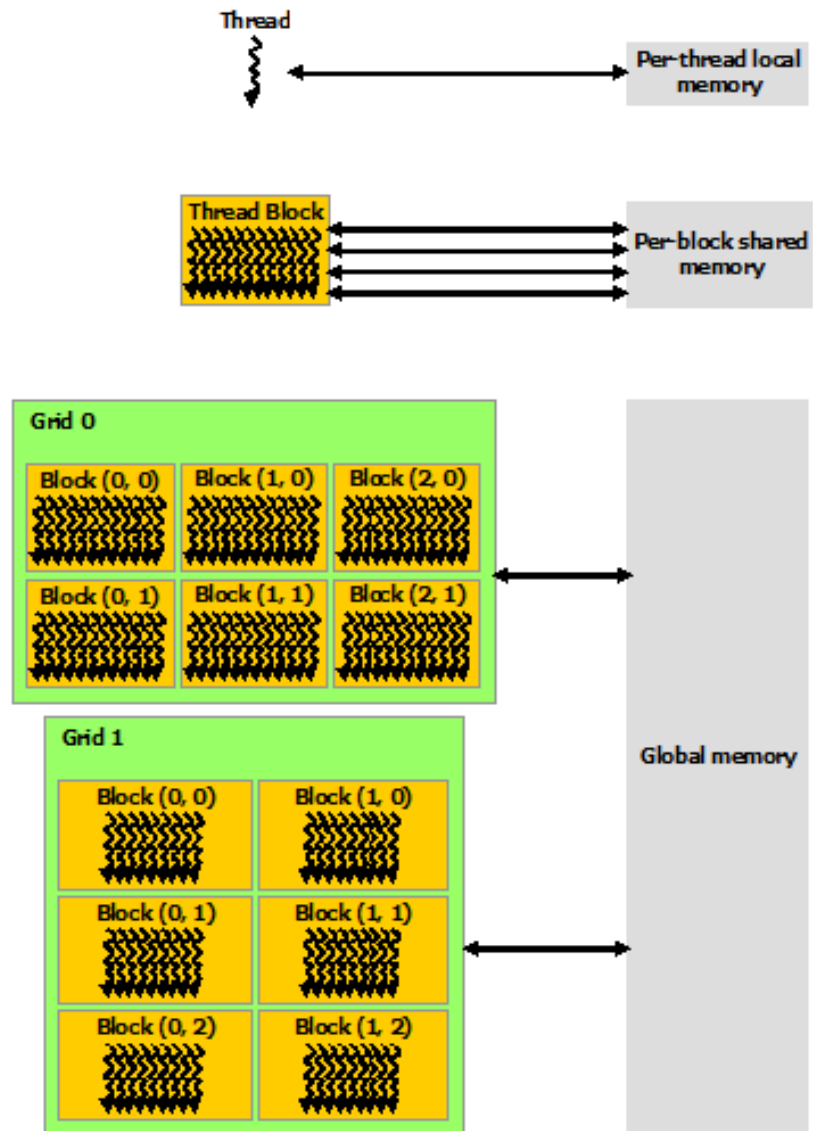 Thread
Per-thread local
memory
Thread Block
Per-block shared
memory
Grid 0
Block (0, 0) Block (1, 0) Block (2, 0)
Block (0, 1) Block (1, 1) Block (2, 1)
Grid 1
Global memory
Block (0, 0) Block (1, 0)
Block (0, 1) Block (1, 1)
Block (0, 2) Block (1, 2)